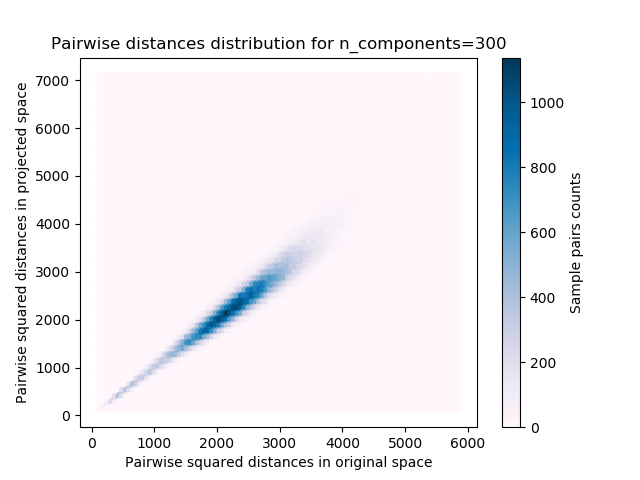 Pairwise distances distribution for n_components=300
Pairwise squared distances in projected space
7000
6000
5000
4000
3000
2000
1000
0
0 1000 2000 3000 4000 5000 6000
Pairwise squared distances in original space
1000
800
600
400
200
0
Sample pairs counts